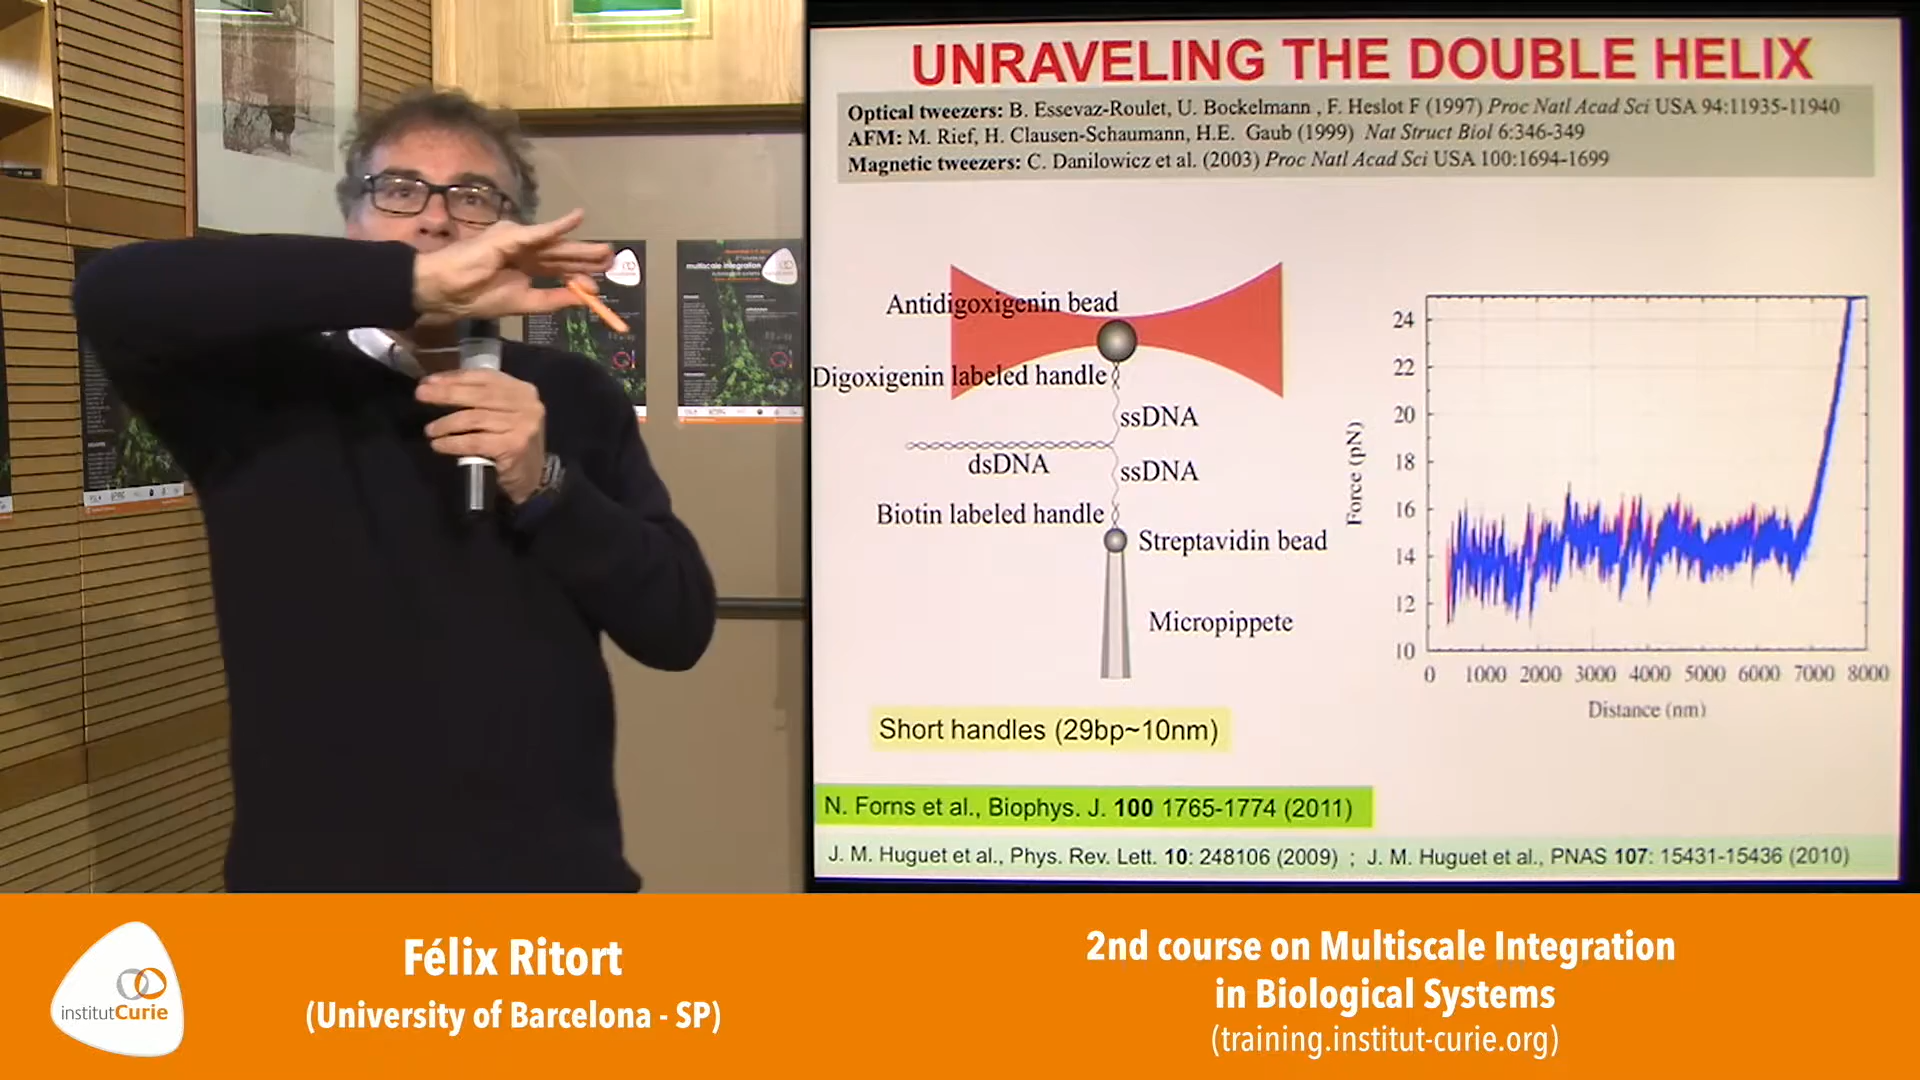 UNRAVELING THE DOUBLE HELIX
Optical tweezers: B. Essevaz-Roulet, U. Bockelmann , F. Heslot F (1997) Proc Natl Acad Sci USA 94:11935-11940
AFM: M. Rief, H. Clausen-Schaumann, H.E. Gaub (1999) Nat Struct Biol 6:346-349
Magnetic tweezers: C. Danilowicz et al. (2003) Proc Natl Acad Sci USA 100:1694-1699
multiscale integration
Antidigoxigenin bead
Digoxigenin labeled handle
ssDNA
dsDNA
ssDNA
Biotin labeled handle
Streptavidin bead
Micropippete
Force (pN)
24
22
20
18
16
14
12
10
0 1000 2000 3000 4000 5000 6000 7000 8000
Distance (nm)
Short handles (29bp~10nm)
N. Forns et al., Biophys. J. 100 1765-1774 (2011)
J. M. Huguet et al., Phys. Rev. Lett. 10: 248106 (2009) ; J. M. Huguet et al., PNAS 107: 15431-15436 (2010)
institutCurie
Félix Ritort
(University of Barcelona - SP)
2nd course on Multiscale Integration
in Biological Systems
(training.institut-curie.org)